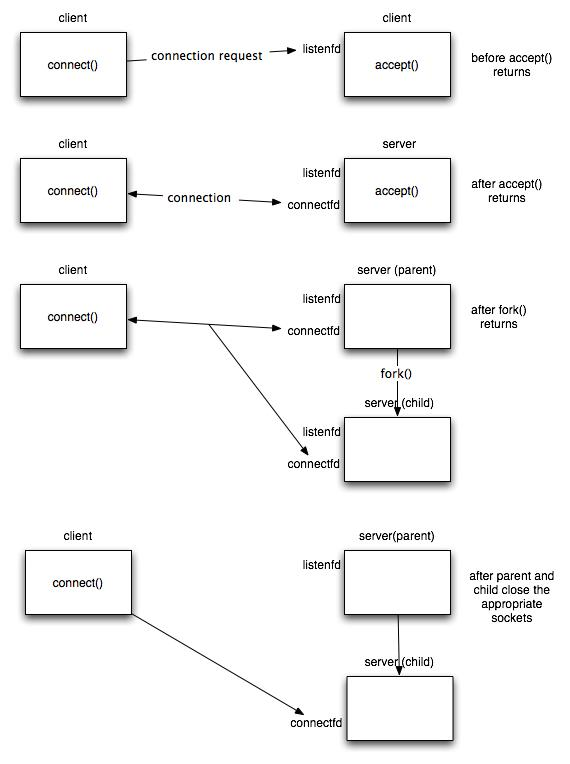 client
client
connect()
connection request
listenfd
accept()
before accept()
returns
client
server
connect()
connection
listenfd
connectfd
accept()
after accept()
returns
client
server (parent)
connect()
listenfd
connectfd
after fork()
returns
fork()
server (child)
listenfd
connectfd
client
server(parent)
connect()
listenfd
after parent and
child close the
appropriate
sockets
server (child)
connectfd